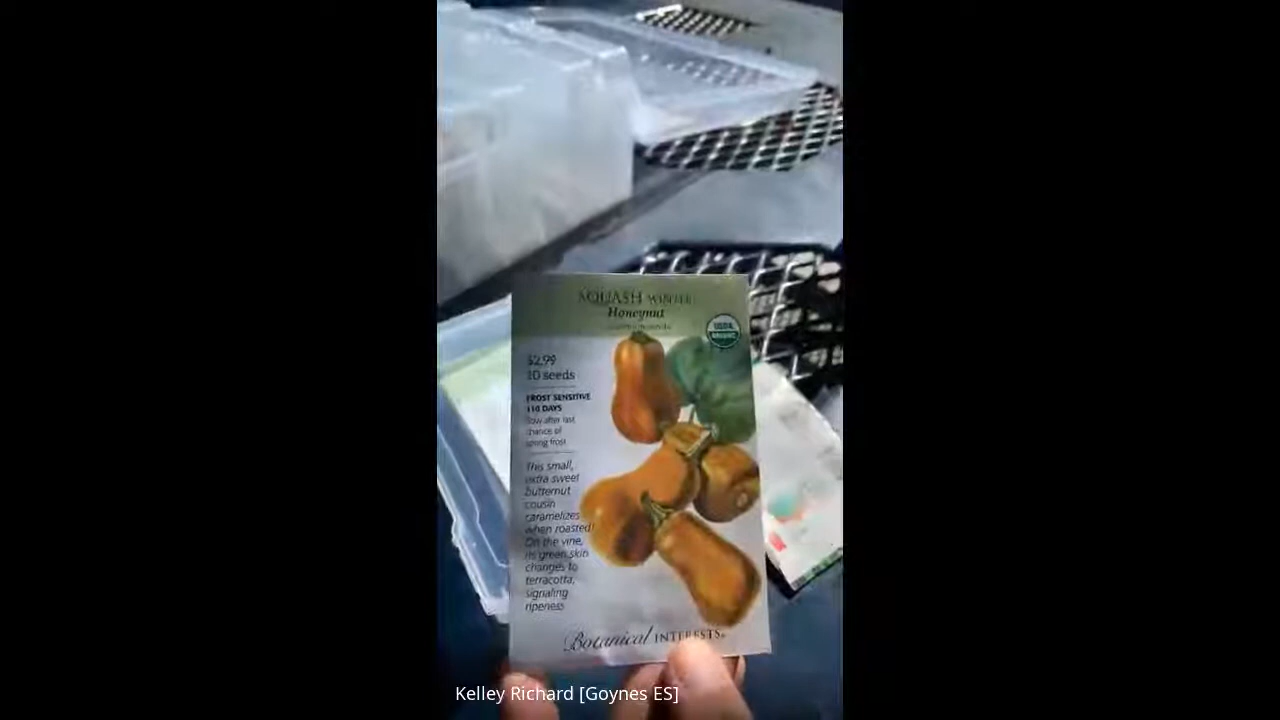 SQUASH WINTER
Honeynut
USDA
ORGANIC
$2.99
10 seeds
FROST SENSITIVE
110 DAYS
Sow after last
chance of
spring frost
This small,
extra sweet
butternut
cousin
caramelizes
when roasted!
On the vine,
its green skin
changes to
terracotta,
signaling
ripeness
Botanical INTERESTS
Kelley Richard [Goynes ES]